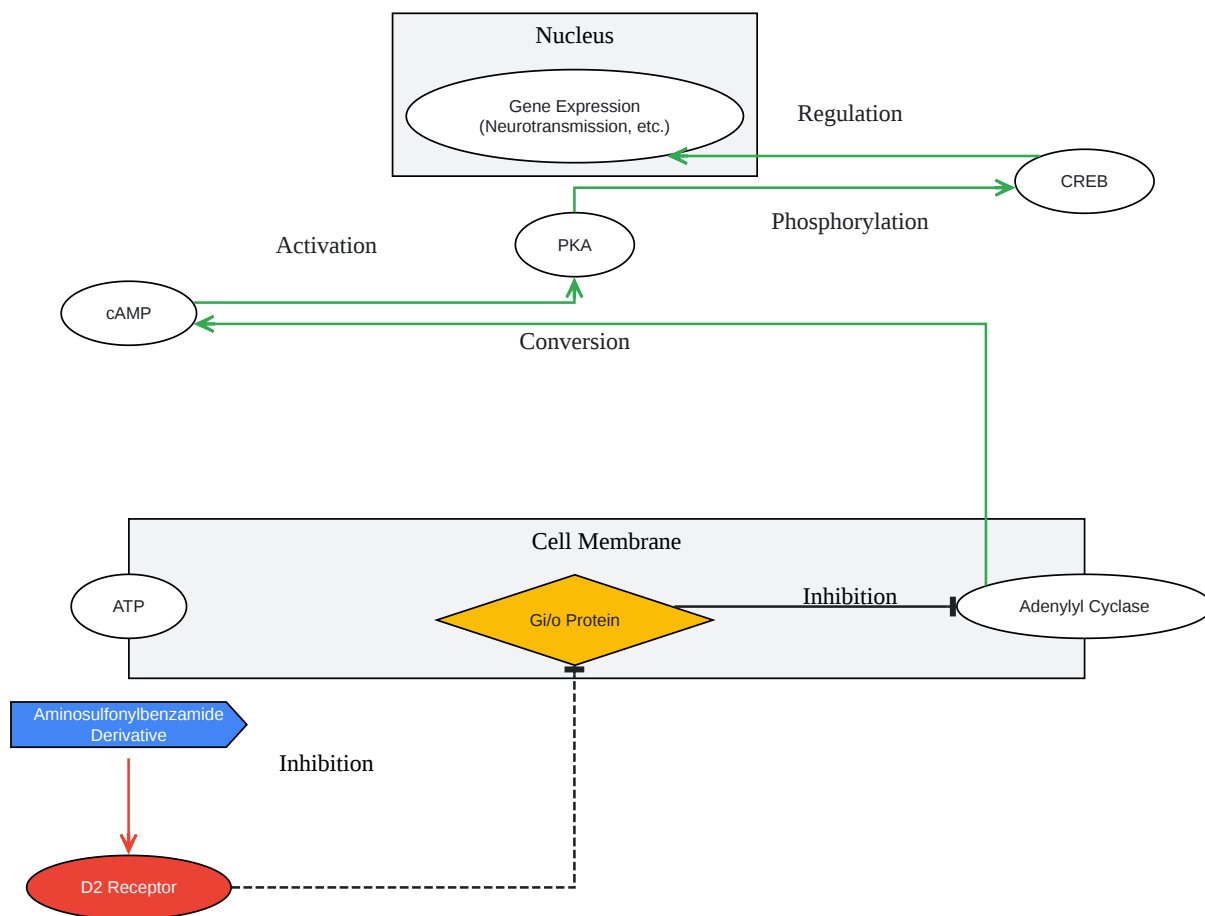 Nucleus
Gene Expression
(Neurotransmission, etc.)
Regulation
CREB
Phosphorylation
PKA
Activation
cAMP
Conversion
Cell Membrane
ATP
Gi/o Protein
Inhibition
Adenylyl Cyclase
Aminosulfonylbenzamide
Derivative
Inhibition
D2 Receptor